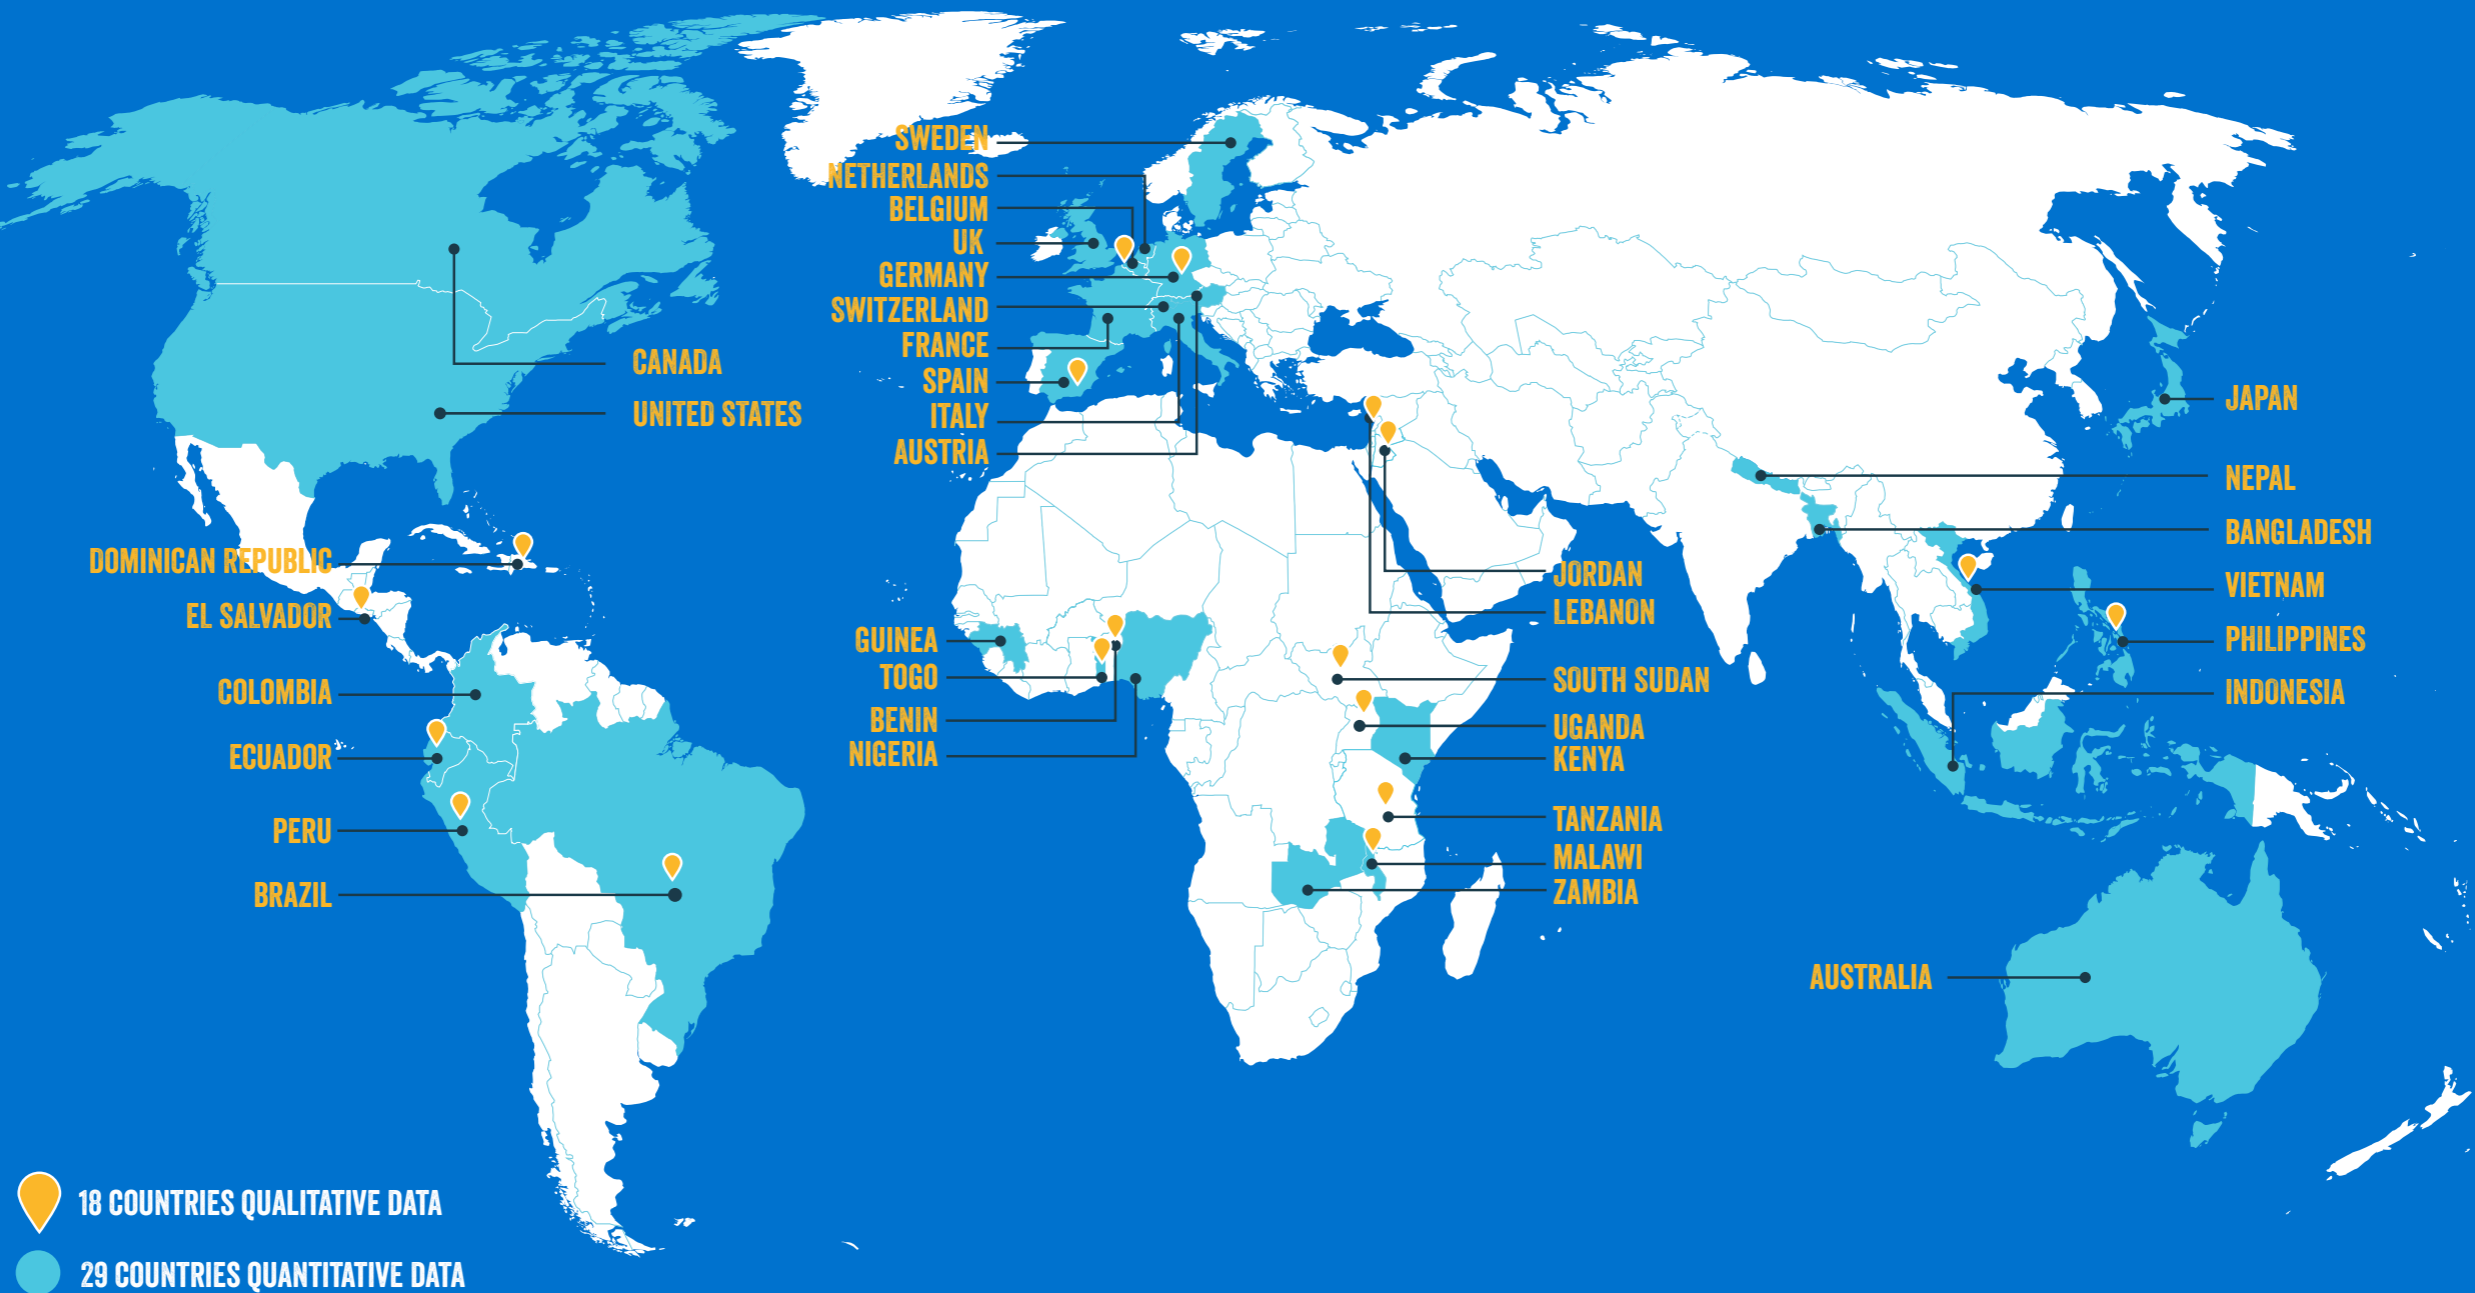 SWEDEN
NETHERLANDS
BELGIUM
UK
GERMANY
SWITZERLAND
FRANCE
SPAIN
ITALY
AUSTRIA
CANADA
UNITED STATES
DOMINICAN REPUBLIC
EL SALVADOR
COLOMBIA
ECUADOR
PERU
BRAZIL
GUINEA
TOGO
BENIN
NIGERIA
JORDAN
LEBANON
SOUTH SUDAN
UGANDA
KENYA
TANZANIA
MALAWI
ZAMBIA
JAPAN
NEPAL
BANGLADESH
VIETNAM
PHILIPPINES
INDONESIA
AUSTRALIA
18 COUNTRIES QUALITATIVE DATA
29 COUNTRIES QUANTITATIVE DATA